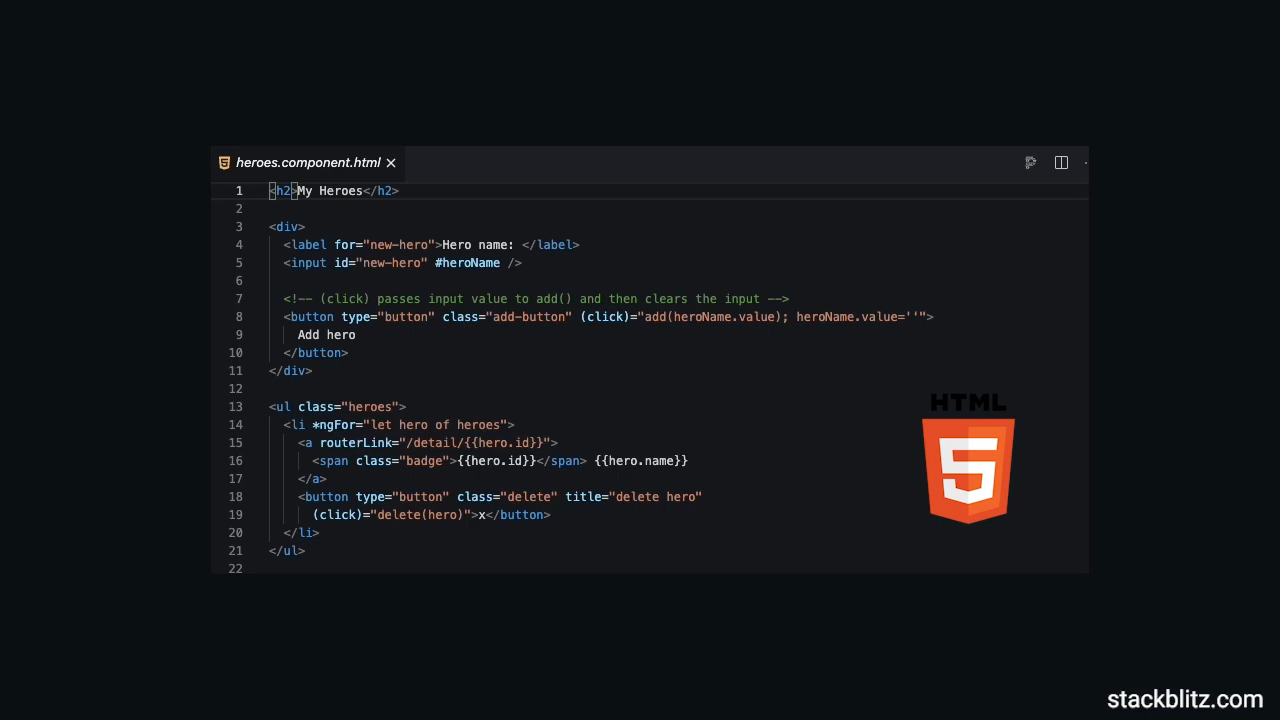 heroes.component.html
1 <h2>My Heroes</h2>
2
3 <div>
4 <label for="new-hero">Hero name: </label>
5 <input id="new-hero" #heroName />
6
7 <!-- (click) passes input value to add() and then clears the input -->
8 <button type="button" class="add-button" (click)="add(heroName.value); heroName.value=''">
9 Add hero
10 </button>
11 </div>
12
13 <ul class="heroes">
14 <li *ngFor="let hero of heroes">
15 <a routerLink="/detail/{{hero.id}}">
16 <span class="badge">{{hero.id}}</span> {{hero.name}}
17 </a>
18 <button type="button" class="delete" title="delete hero"
19 (click)="delete(hero)">x</button>
20 </li>
21 </ul>
22
HTML
5
stackblitz.com